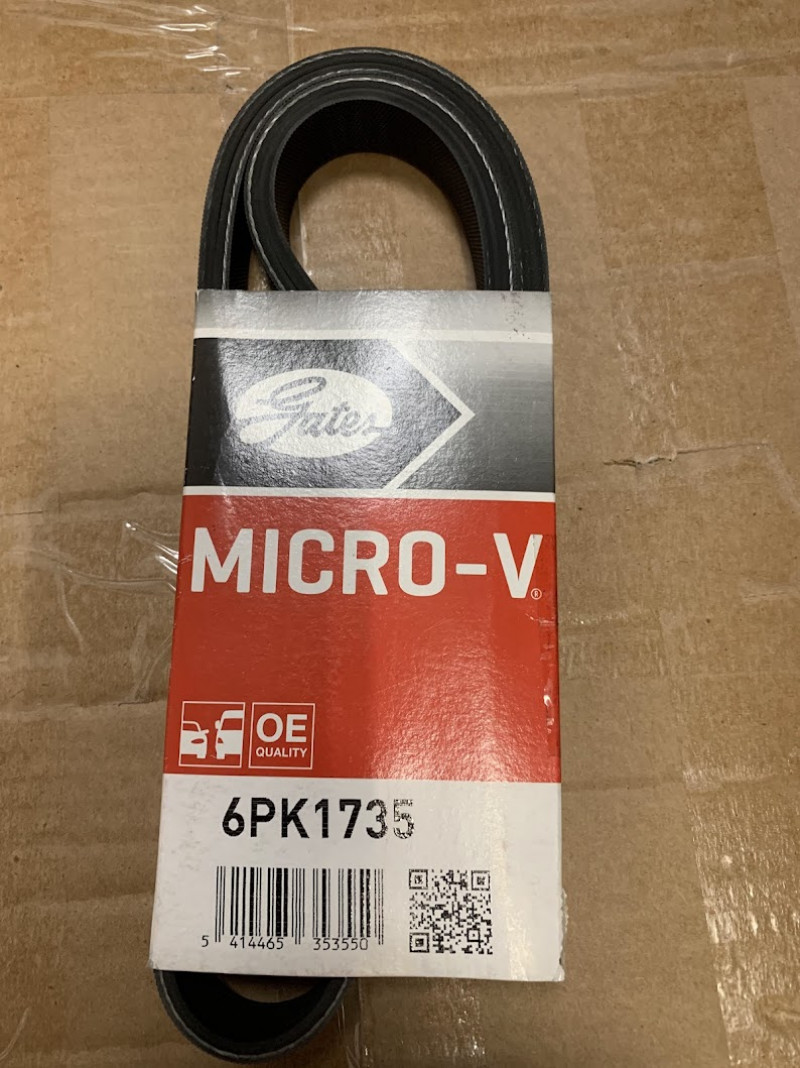 Gates
MICRO-V®
OE
QUALITY
6PK1735
5 414465 353550